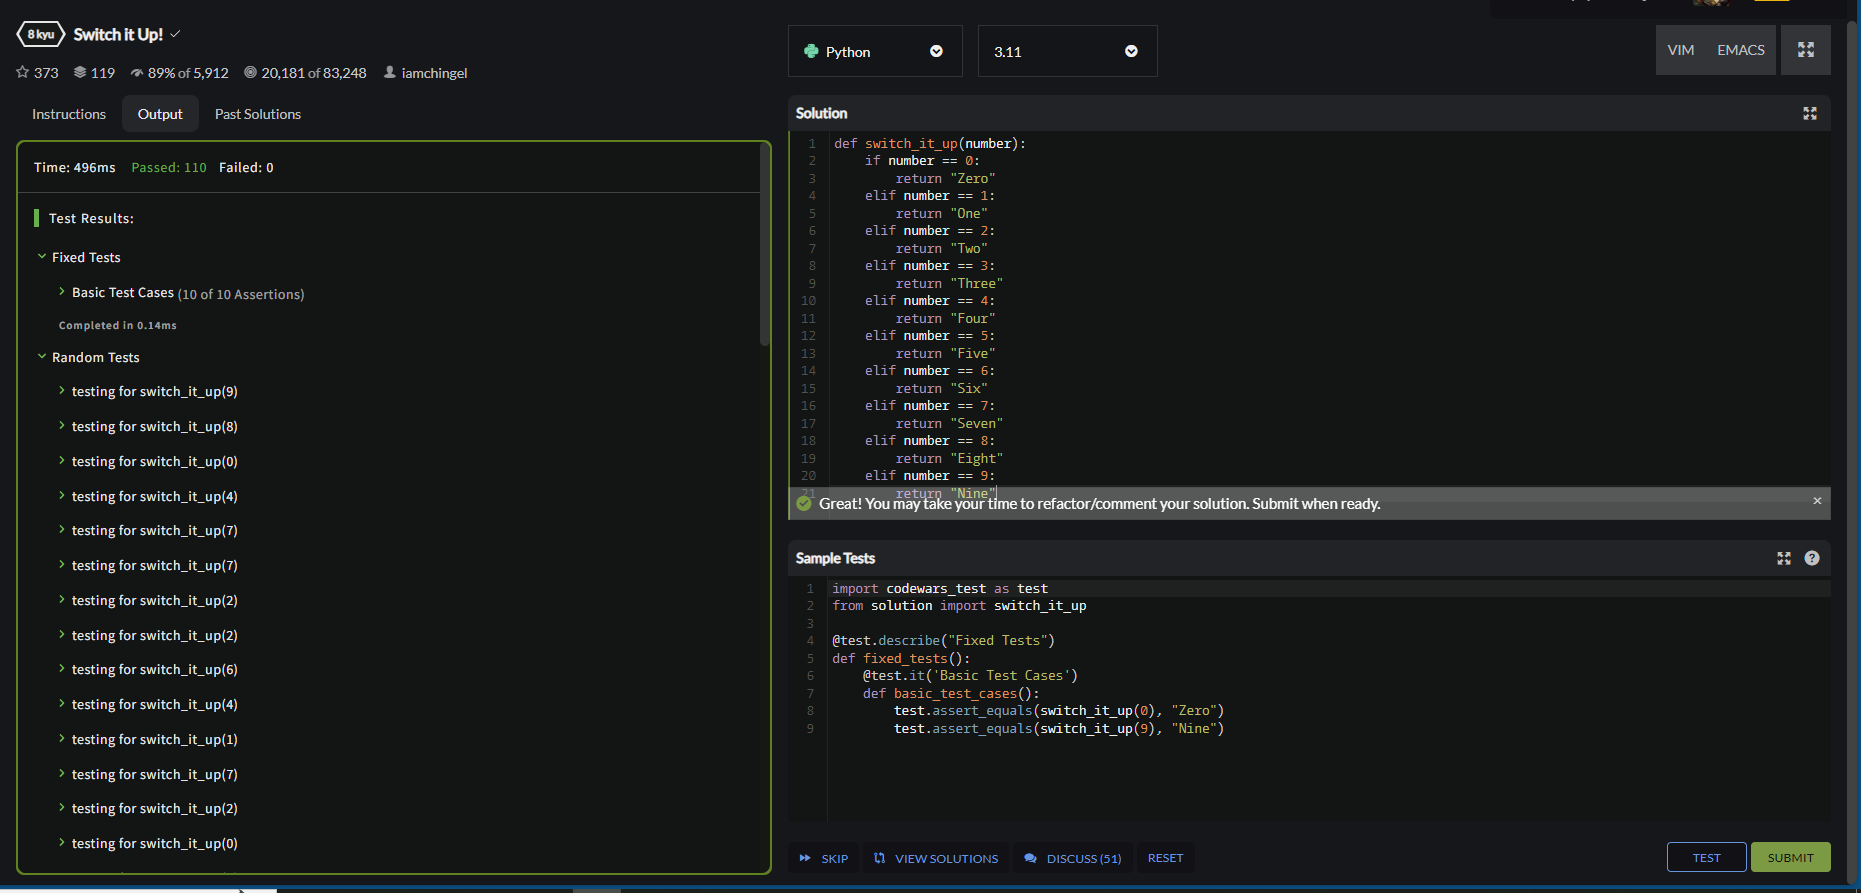 8 kyu Switch it Up!
373 119 89% of 5,912 20,181 of 83,248 iamchingel
Instructions Output Past Solutions
Time: 496ms Passed: 110 Failed: 0
Test Results:
Fixed Tests
Basic Test Cases (10 of 10 Assertions)
Completed in 0.14ms
Random Tests
testing for switch_it_up(9)
testing for switch_it_up(8)
testing for switch_it_up(0)
testing for switch_it_up(4)
testing for switch_it_up(7)
testing for switch_it_up(7)
testing for switch_it_up(2)
testing for switch_it_up(2)
testing for switch_it_up(6)
testing for switch_it_up(4)
testing for switch_it_up(1)
testing for switch_it_up(7)
testing for switch_it_up(2)
testing for switch_it_up(0)
Python 3.11 VIM EMACS
Solution
1 def switch_it_up(number):
2     if number == 0:
3         return "Zero"
4     elif number == 1:
5         return "One"
6     elif number == 2:
7         return "Two"
8     elif number == 3:
9         return "Three"
10     elif number == 4:
11         return "Four"
12     elif number == 5:
13         return "Five"
14     elif number == 6:
15         return "Six"
16     elif number == 7:
17         return "Seven"
18     elif number == 8:
19         return "Eight"
20     elif number == 9:
21         return "Nine"
Great! You may take your time to refactor/comment your solution. Submit when ready.
Sample Tests
1 import codewars_test as test
2 from solution import switch_it_up
3
4 @test.describe("Fixed Tests")
5 def fixed_tests():
6     @test.it('Basic Test Cases')
7     def basic_test_cases():
8         test.assert_equals(switch_it_up(0), "Zero")
9         test.assert_equals(switch_it_up(9), "Nine")
SKIP VIEW SOLUTIONS DISCUSS (51) RESET TEST SUBMIT